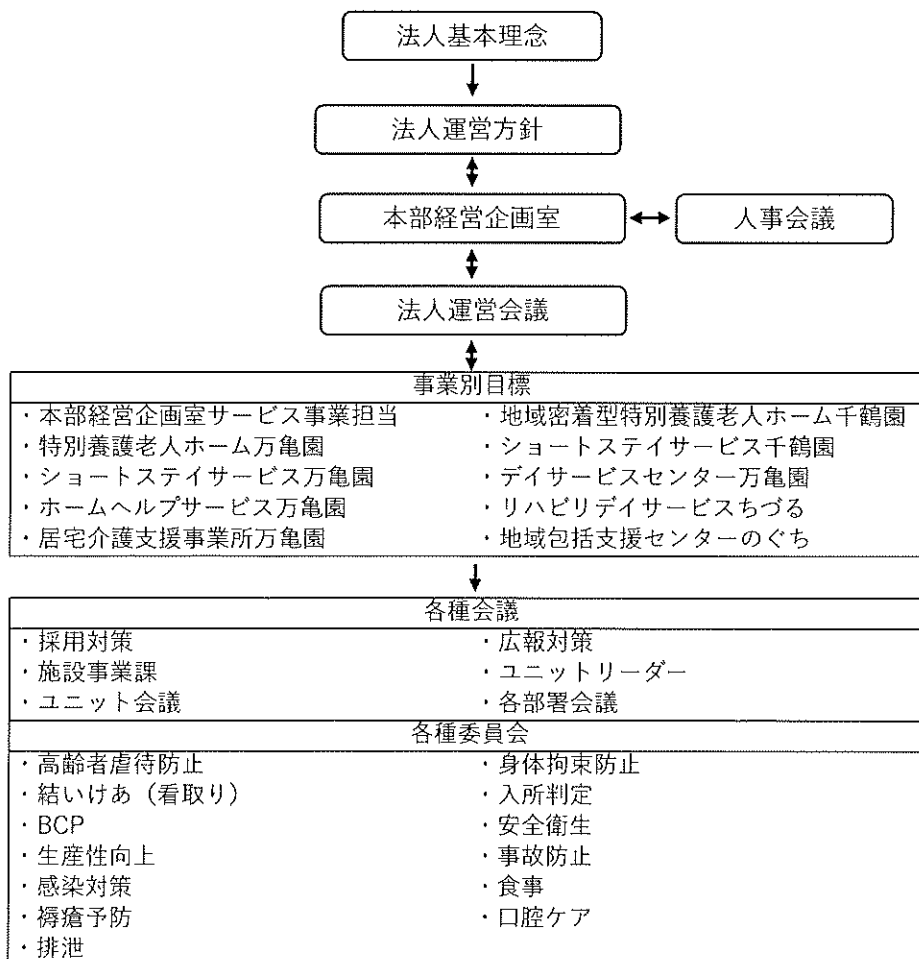 法人基本理念
法人運営方針
本部経営企画室
人事会議
法人運営会議
事業別目標
・本部経営企画室サービス事業担当
・地域密着型特別養護老人ホーム千鶴園
・特別養護老人ホーム万亀園
・ショートステイサービス千鶴園
・ショートステイサービス万亀園
・デイサービスセンター万亀園
・ホームヘルプサービス万亀園
・リハビリデイサービスちづる
・居宅介護支援事業所万亀園
・地域包括支援センターのぐち
各種会議
・採用対策
・広報対策
・施設事業課
・ユニットリーダー
・ユニット会議
・各部署会議
各種委員会
・高齢者虐待防止
・身体拘束防止
・結いけあ（看取り）
・入所判定
・BCP
・安全衛生
・生産性向上
・事故防止
・感染対策
・食事
・褥瘡予防
・口腔ケア
・排泄